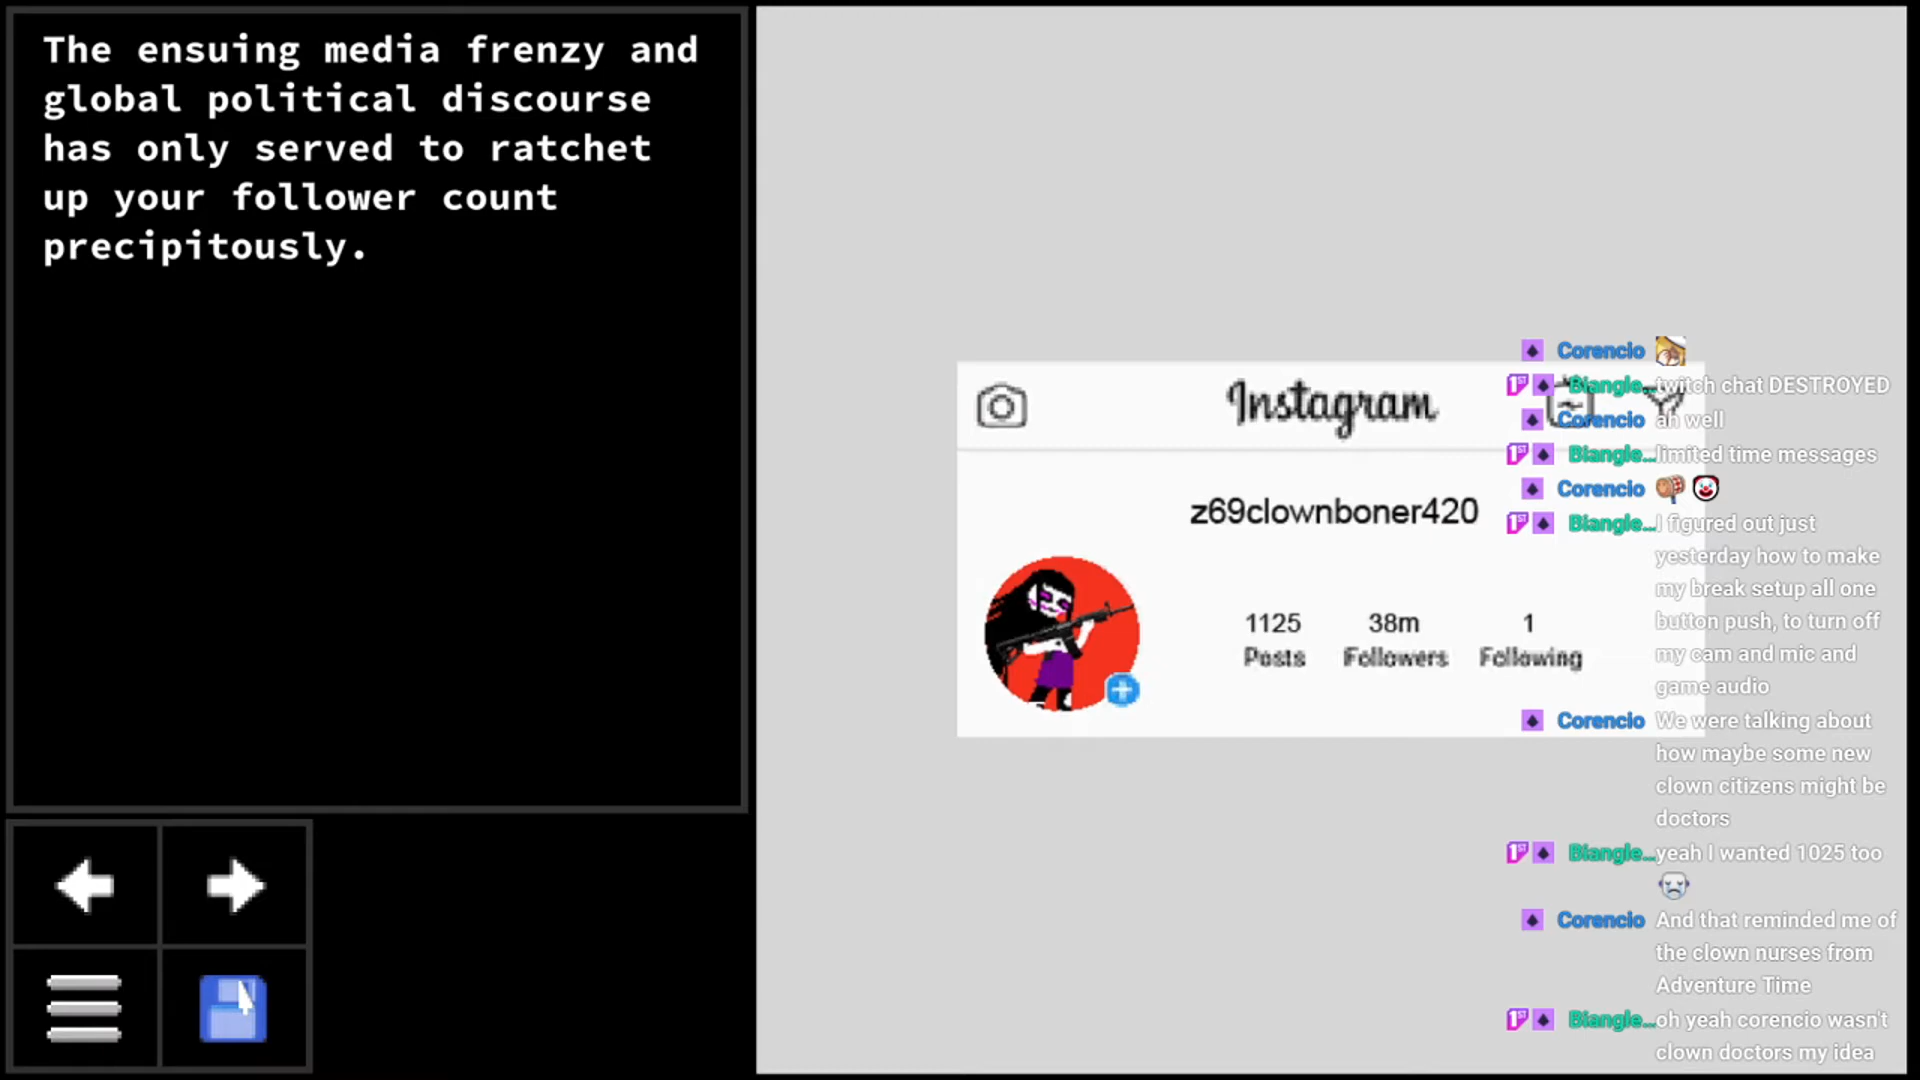 The ensuing media frenzy and
global political discourse
has only served to ratchet
up your follower count
precipitously.
Instagram
z69clownboner420
1125
Posts
38m
Followers
1
Following
Corencio
Biangle... twitch chat DESTROYED
Corencio ah well
Biangle... limited time messages
Corencio
Biangle... I figured out just
yesterday how to make
my break setup all one
button push, to turn off
my cam and mic and
game audio
Corencio We were talking about
how maybe some new
clown citizens might be
doctors
Biangle... yeah I wanted 1025 too
Corencio And that reminded me of
the clown nurses from
Adventure Time
Biangle... oh yeah corencio wasn't
clown doctors my idea